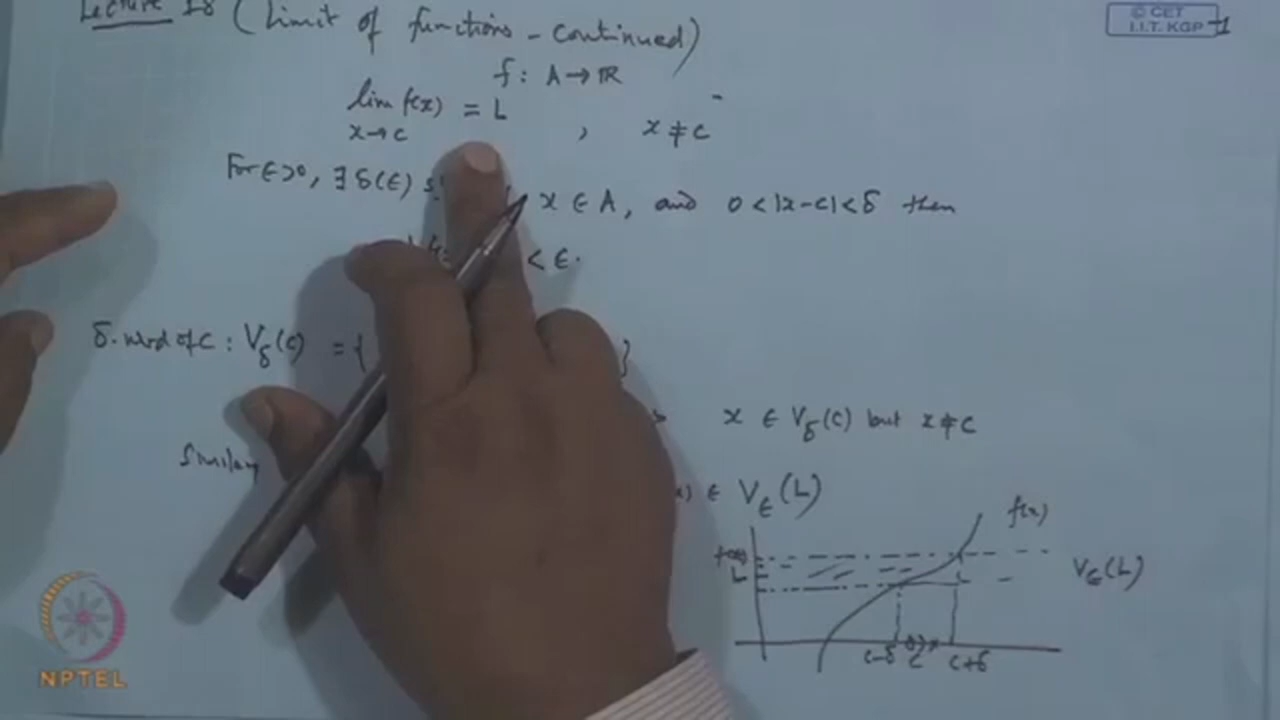 Lecture 18 (Limit of functions - continued)
© CET
I.I.T. KGP
1
f : A → ℝ
lim f(x) = L , x ≠ c
x → c
For ε > 0, ∃ δ(ε) x ∈ A, and 0 < |x - c| < δ then
< ε.
δ-nbd of c : V_δ(c) = { }
x ∈ V_δ(c) but x ≠ c
∈ V_ε(L)
f(x)
L
V_ε(L)
c-δ c c+δ
NPTEL